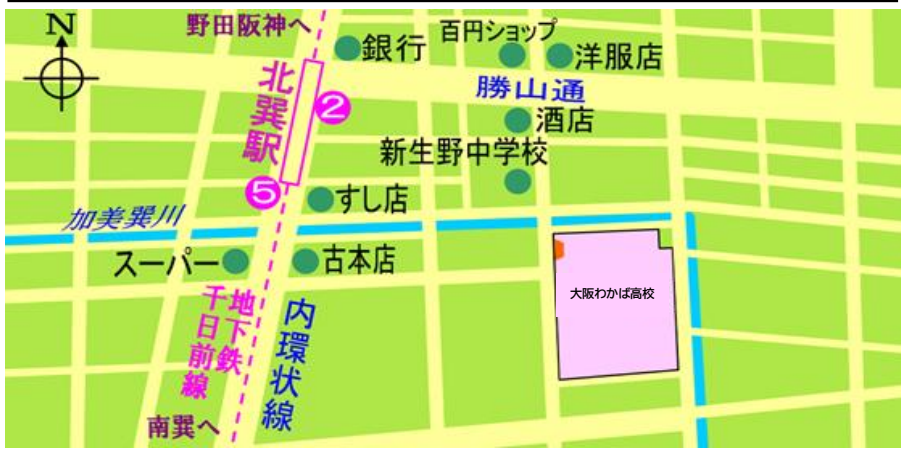 N
野田阪神へ
銀行
百円ショップ
洋服店
勝山通
北巽駅
2
酒店
新生野中学校
5
すし店
加美巽川
スーパー
古本店
大阪わかば高校
地下鉄
千日前線
内環状線
南巽へ